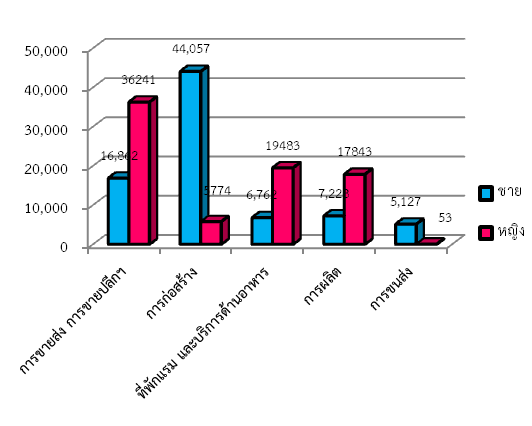 50,000
40,000
30,000
20,000
10,000
0
16,862
36241
44,057
5774
6,762
19483
7,223
17843
5,127
53
การขายส่ง การขายปลีกฯ
การก่อสร้าง
ที่พักแรม และบริการด้านอาหาร
การผลิต
การขนส่ง
ชาย
หญิง